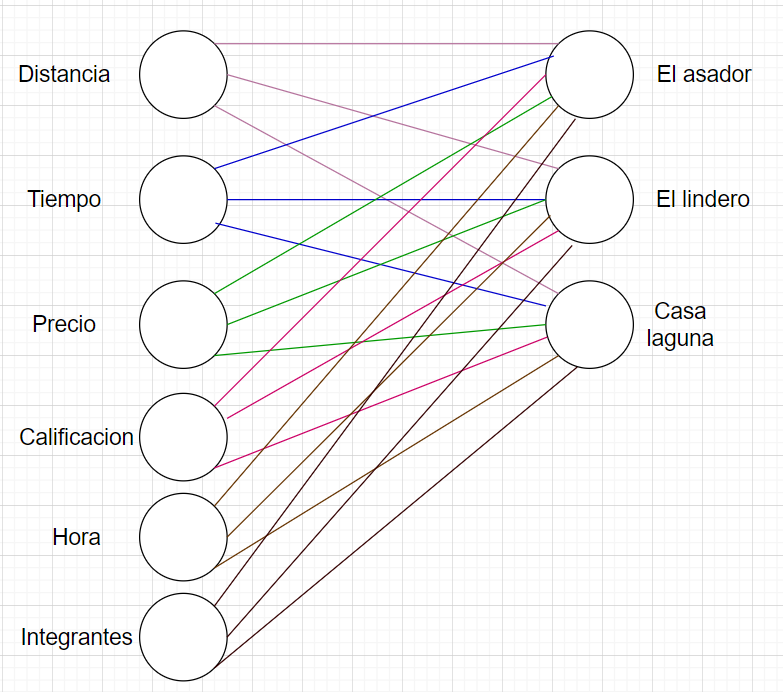 Distancia
El asador
Tiempo
El lindero
Precio
Casa
laguna
Calificacion
Hora
Integrantes